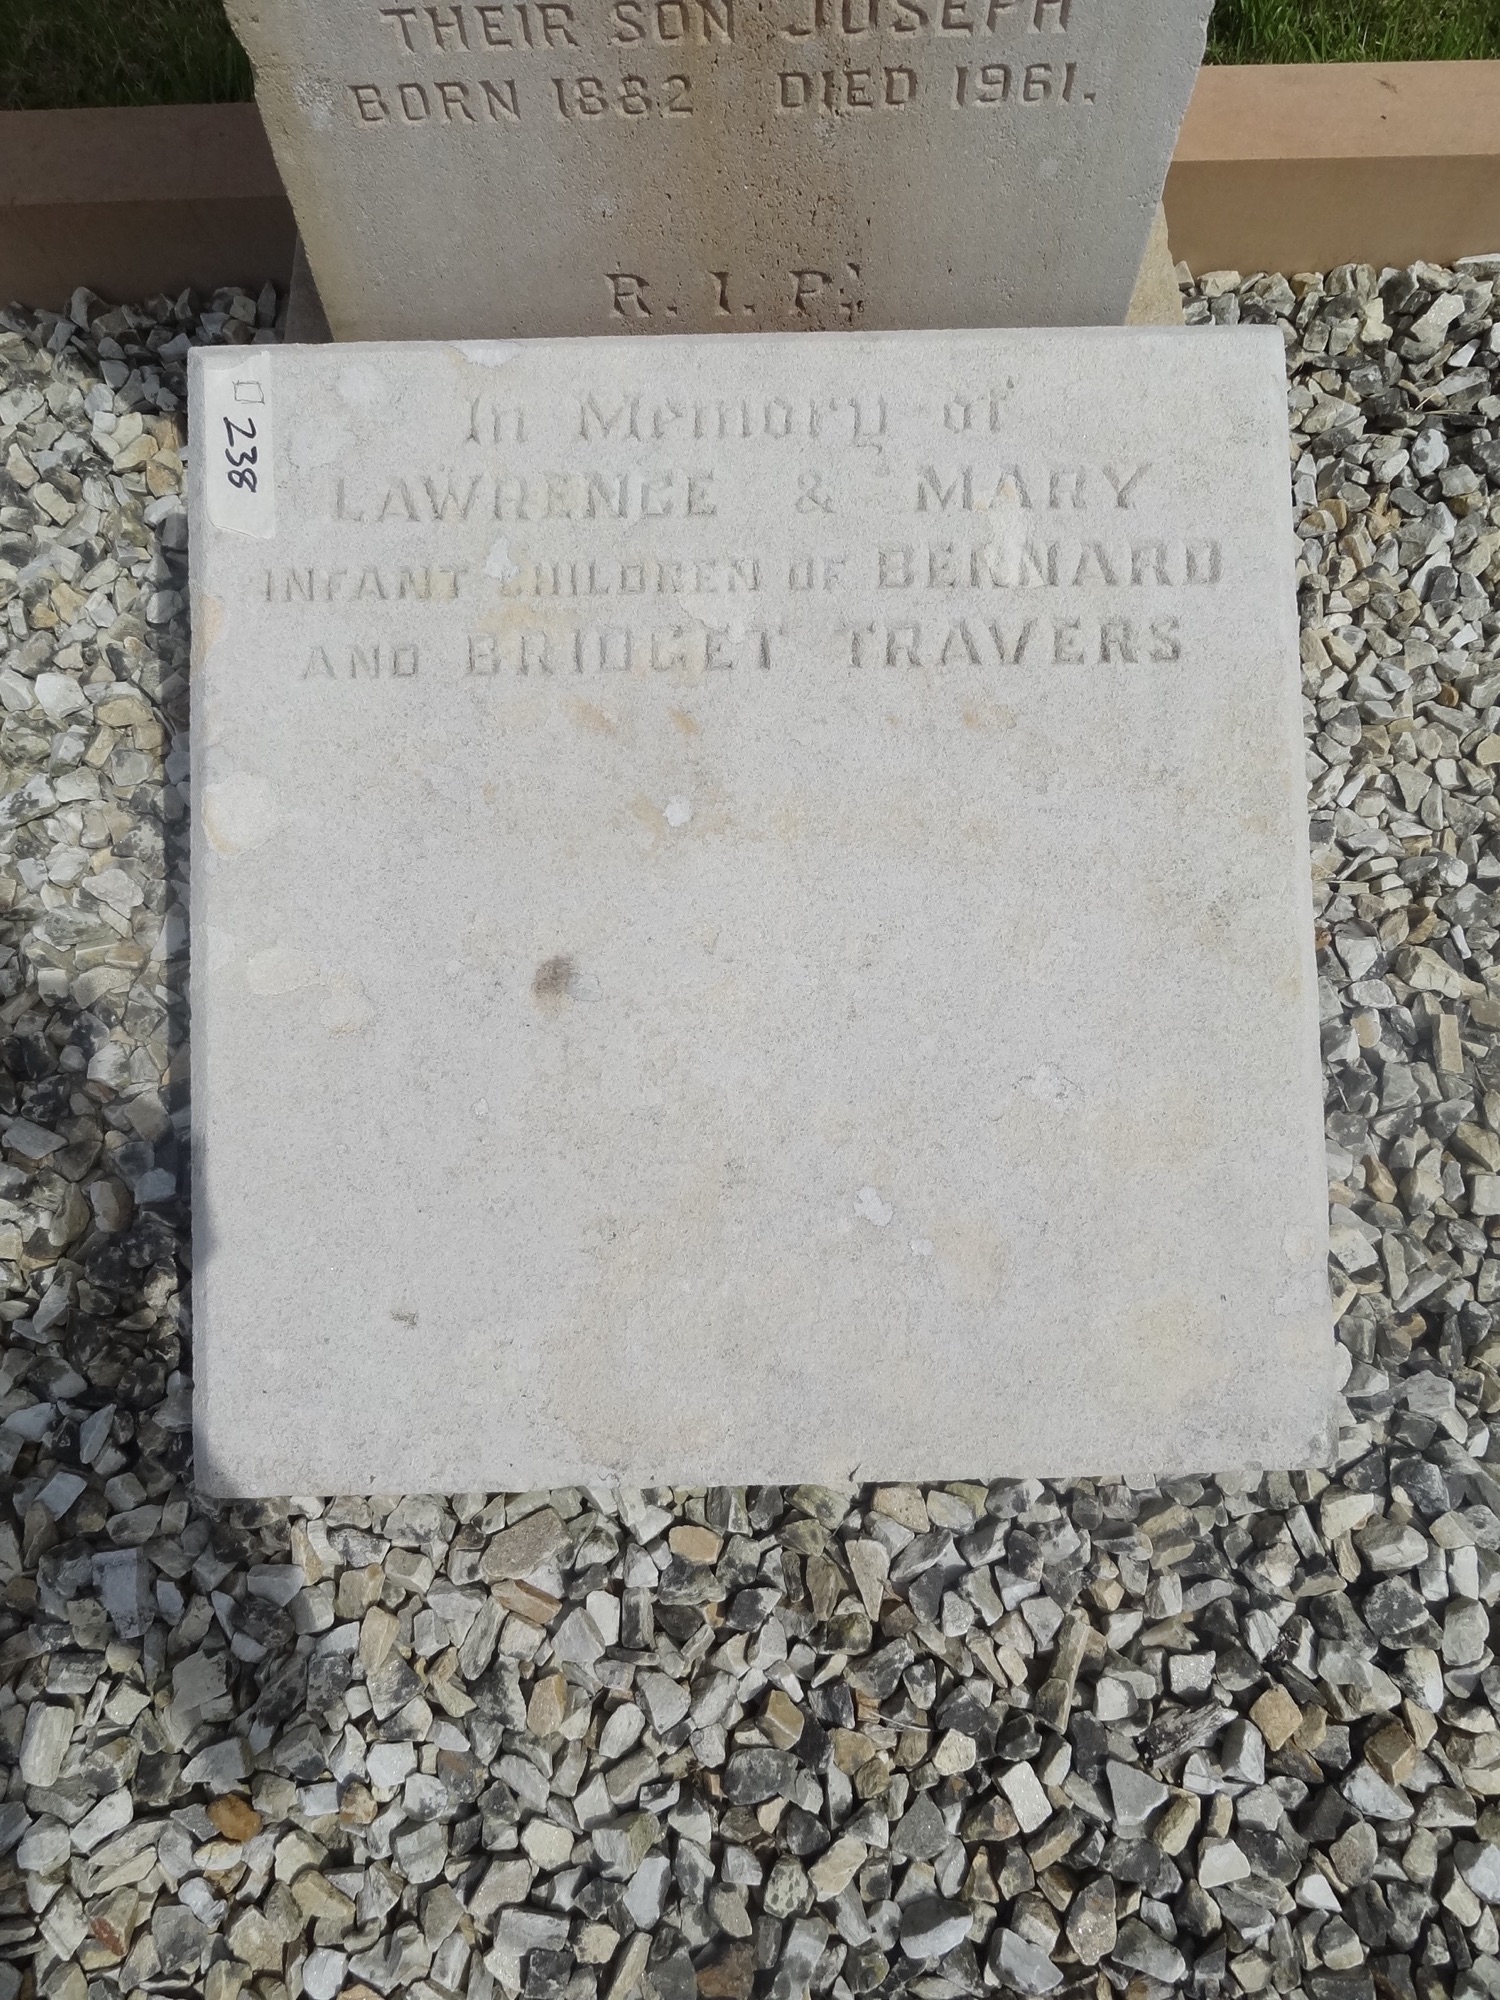 THEIR SON JOSEPH
BORN 1882 DIED 1961.
R.I.P.
238
In Memory of
LAWRENCE & MARY
INFANT CHILDREN OF BERNARD
AND BRIDGET TRAVERS